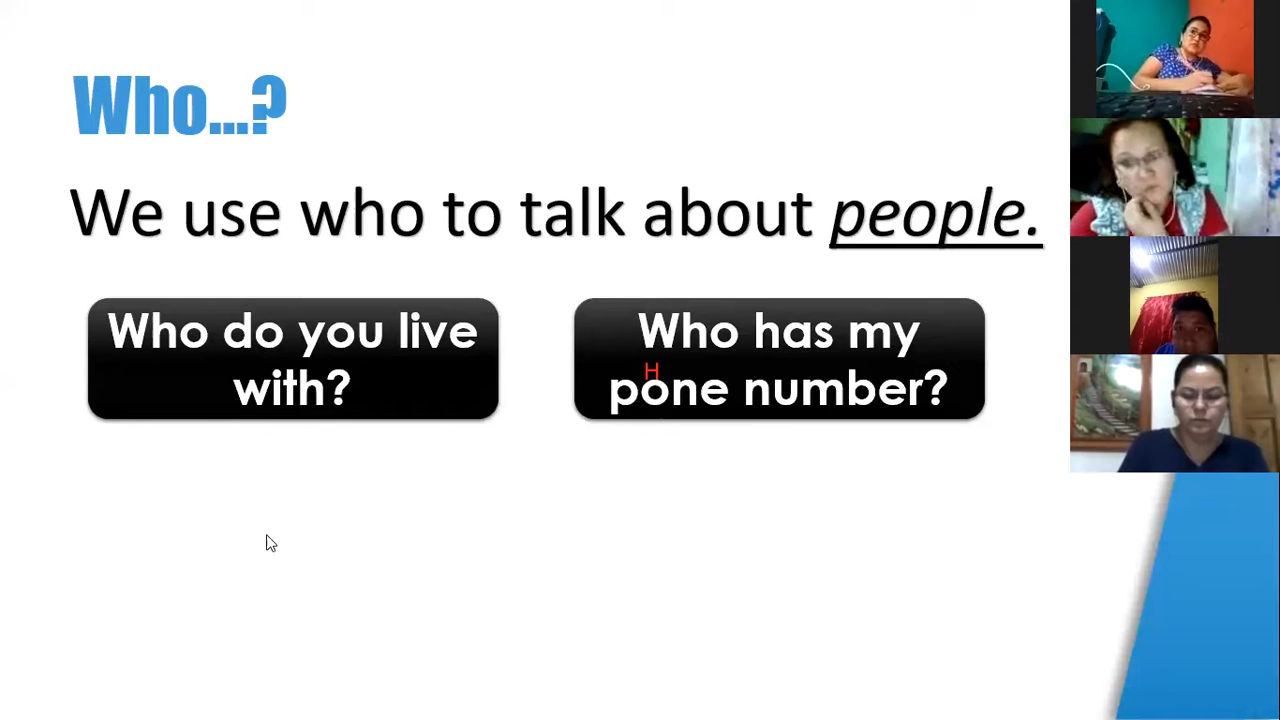 Who...?
We use who to talk about people.
Who do you live
with?
Who has my
H
pone number?